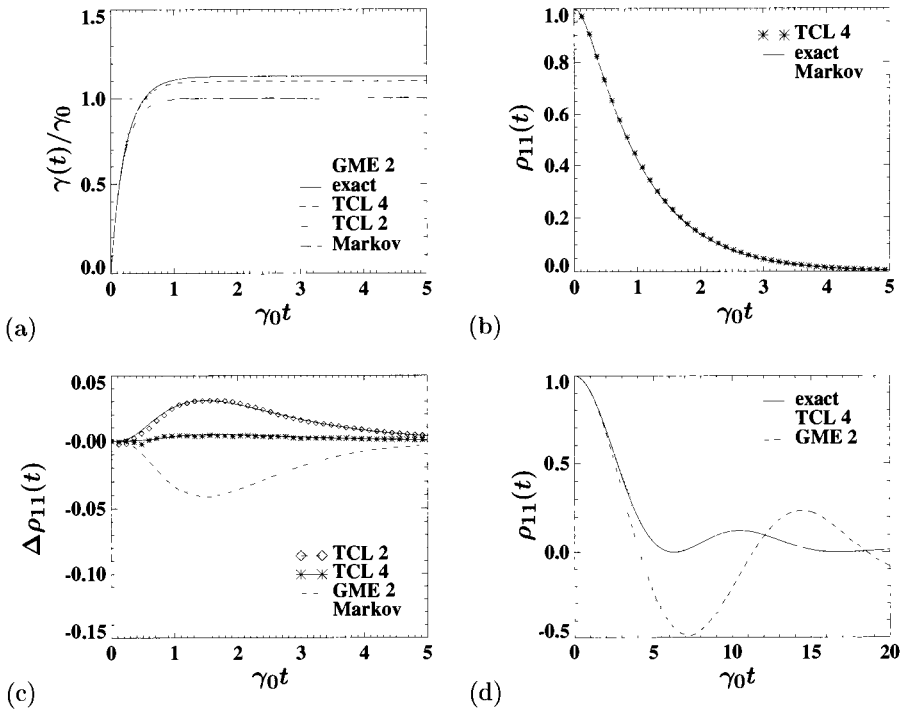 1.5
1.0
0.5
0.0
γ(t)/γ₀
GME 2
exact
TCL 4
TCL 2
Markov
0 1 2 3 4 5
γ₀t
(a)
1.0
0.8
0.6
0.4
0.2
0.0
ρ₁₁(t)
TCL 4
exact
Markov
0 1 2 3 4 5
γ₀t
(b)
0.05
-0.00
-0.05
-0.10
-0.15
Δρ₁₁(t)
TCL 2
TCL 4
GME 2
Markov
0 1 2 3 4 5
γ₀t
(c)
1.0
0.5
0.0
-0.5
ρ₁₁(t)
exact
TCL 4
GME 2
0 5 10 15 20
γ₀t
(d)